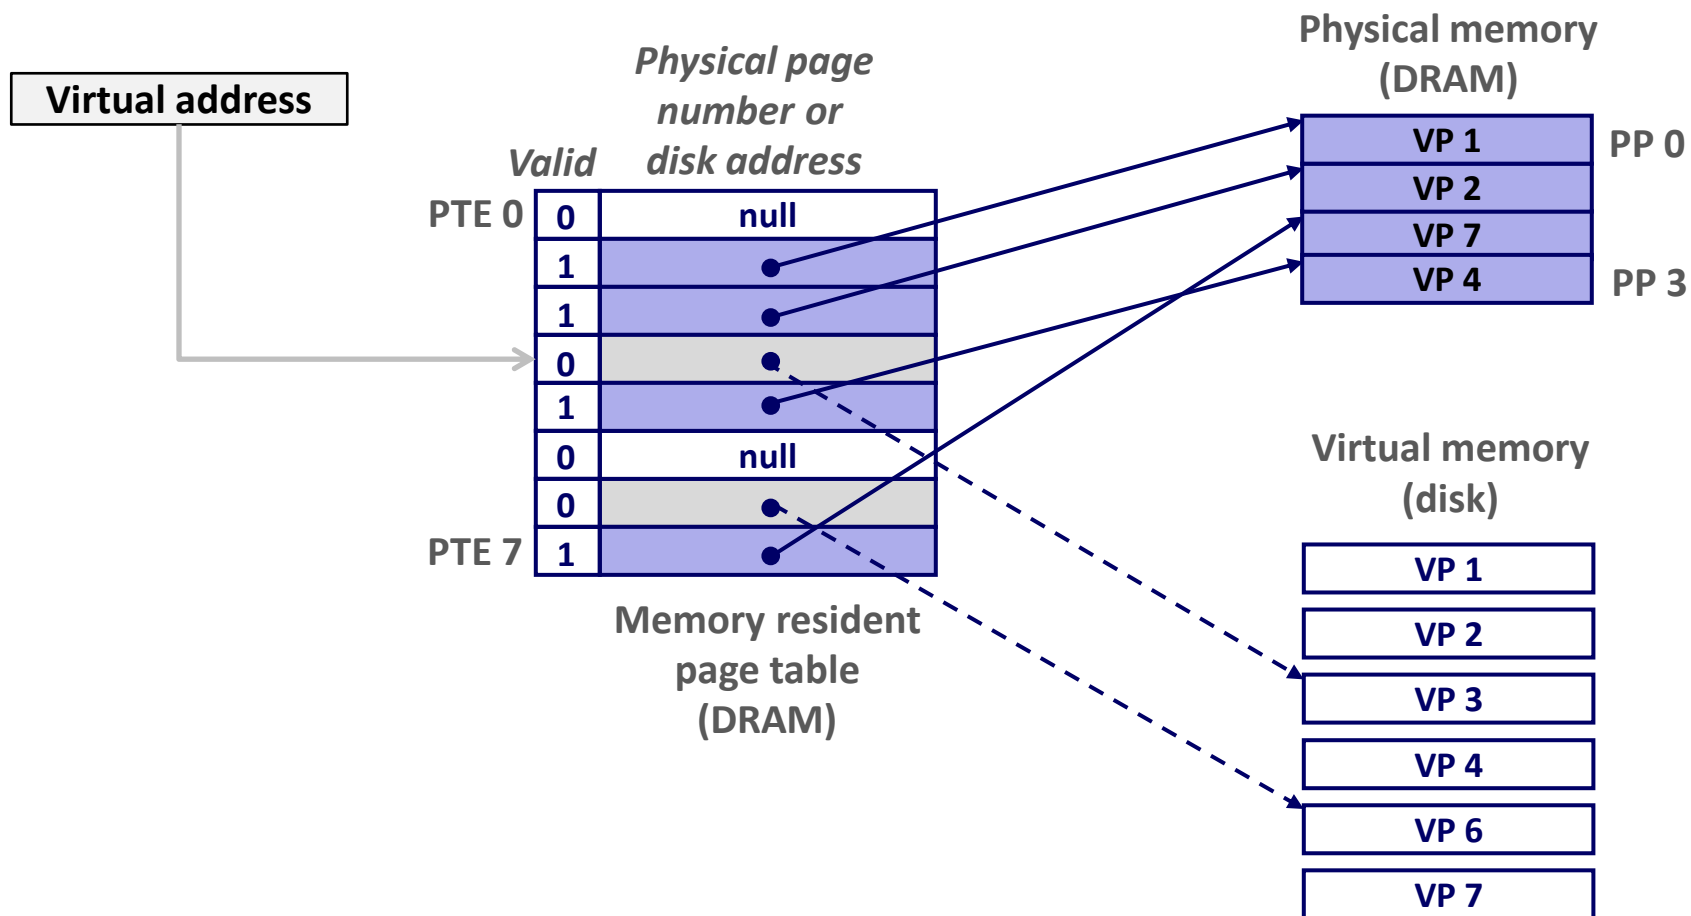 Virtual address
Physical page
number or
disk address
Valid
PTE 0
0
null
1
1
0
1
0
null
0
PTE 7
1
Memory resident
page table
(DRAM)
Physical memory
(DRAM)
VP 1
PP 0
VP 2
VP 7
VP 4
PP 3
Virtual memory
(disk)
VP 1
VP 2
VP 3
VP 4
VP 6
VP 7